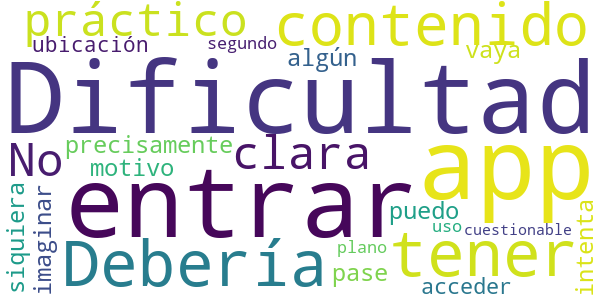 práctico contenido
ubicación segundo algún vaya
Dificultad
No precisamente clara app
motivo
entrar
siquiera imaginar puedo uso cuestionable intenta
Debería plano tener
pase acceder